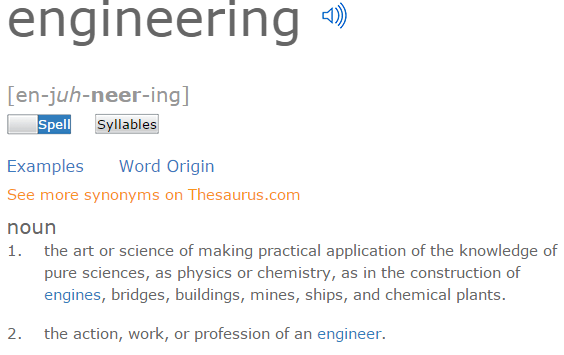 engineering
[en-juh-neer-ing]
Spell Syllables
Examples Word Origin
See more synonyms on Thesaurus.com
noun
1. the art or science of making practical application of the knowledge of
pure sciences, as physics or chemistry, as in the construction of
engines, bridges, buildings, mines, ships, and chemical plants.
2. the action, work, or profession of an engineer.